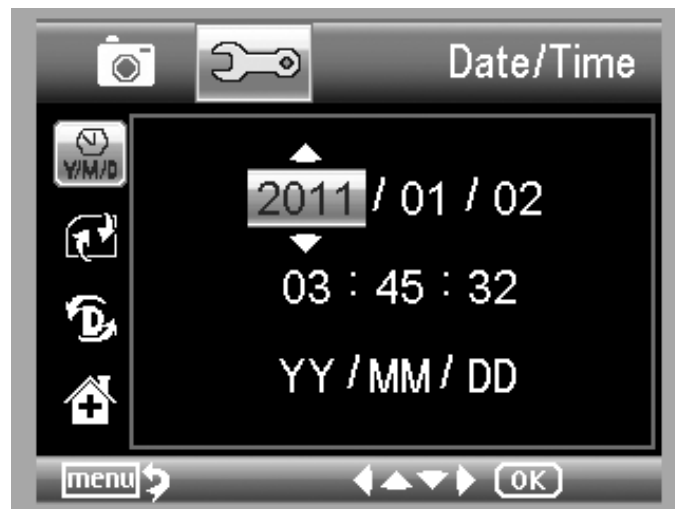 Date/Time
Y/M/D
2011 / 01 / 02
03 : 45 : 32
D
YY / MM / DD
menu OK